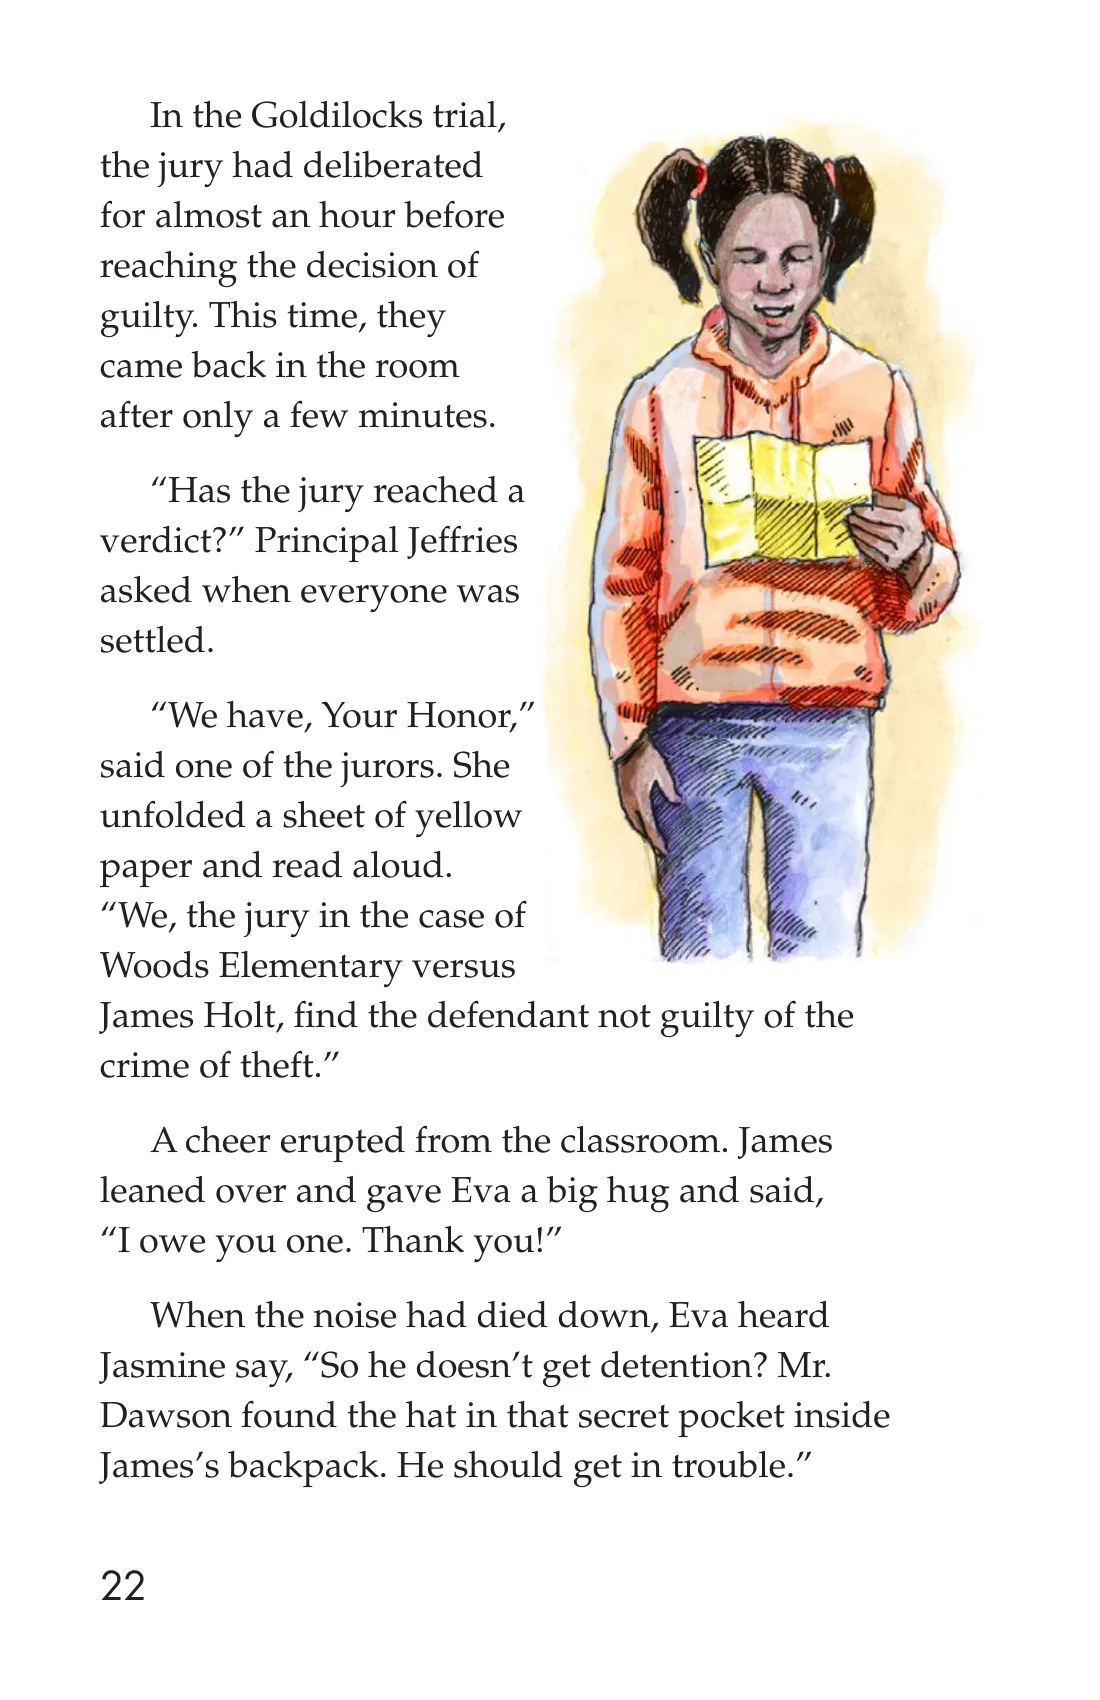 In the Goldilocks trial,
the jury had deliberated
for almost an hour before
reaching the decision of
guilty. This time, they
came back in the room
after only a few minutes.
“Has the jury reached a
verdict?” Principal Jeffries
asked when everyone was
settled.
“We have, Your Honor,”
said one of the jurors. She
unfolded a sheet of yellow
paper and read aloud.
“We, the jury in the case of
Woods Elementary versus
James Holt, find the defendant not guilty of the
crime of theft.”
A cheer erupted from the classroom. James
leaned over and gave Eva a big hug and said,
“I owe you one. Thank you!”
When the noise had died down, Eva heard
Jasmine say, “So he doesn’t get detention? Mr.
Dawson found the hat in that secret pocket inside
James’s backpack. He should get in trouble.”
22